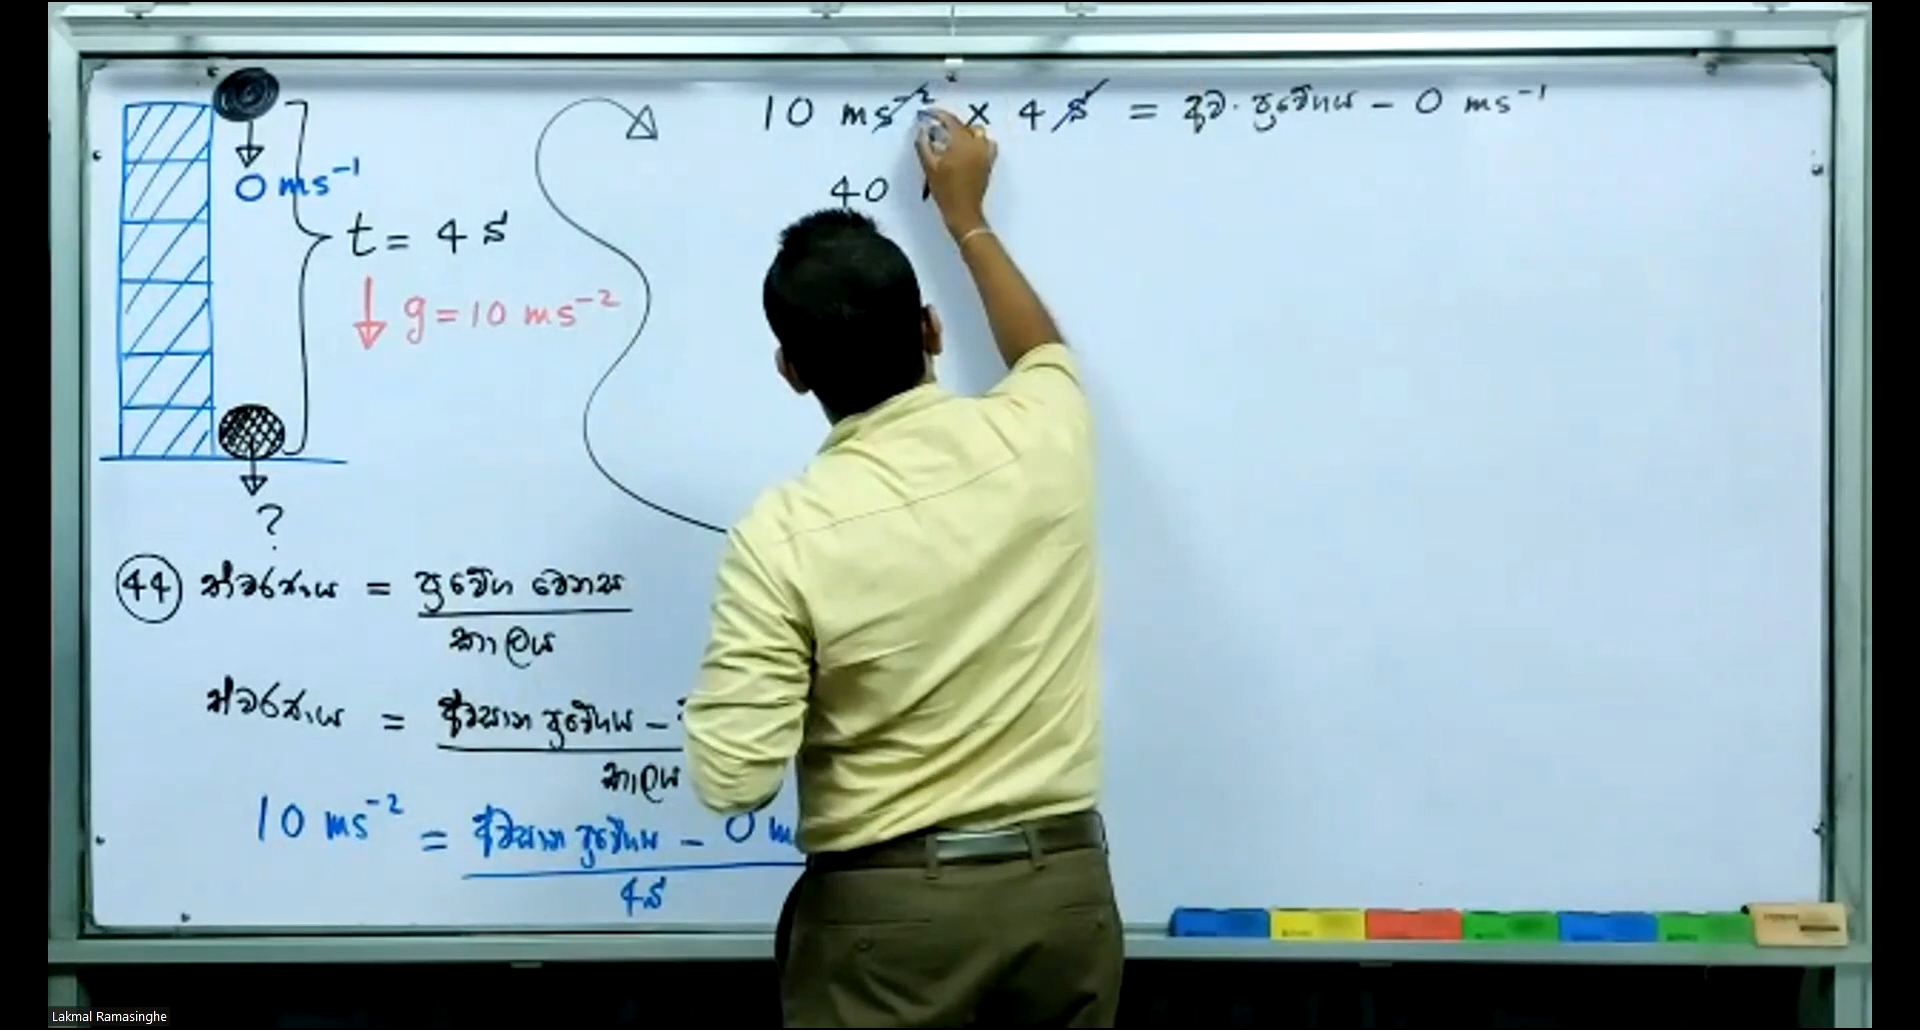 10 ms⁻² × 4 s = අව. ප්‍රවේගය – 0 ms⁻¹
40
0 ms⁻¹
t = 4 s
g = 10 ms⁻²
?
44 ත්වරණය = ප්‍රවේග වෙනස
කාලය
ත්වරණය = අවසාන ප්‍රවේගය –
කාලය
10 ms⁻² = අවසාන ප්‍රවේගය – 0 m
4 s
Lakmal Ramasinghe